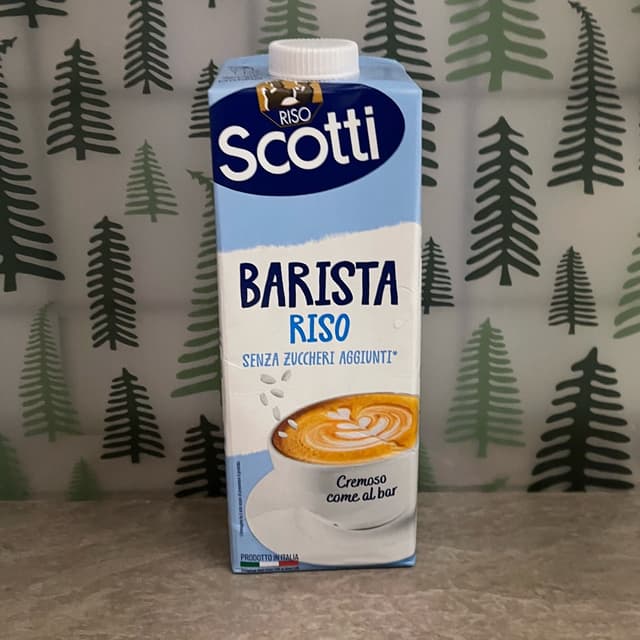 RISO
Scotti
BARISTA
RISO
SENZA ZUCCHERI AGGIUNTI*
Cremoso
come al bar
PRODOTTO IN ITALIA